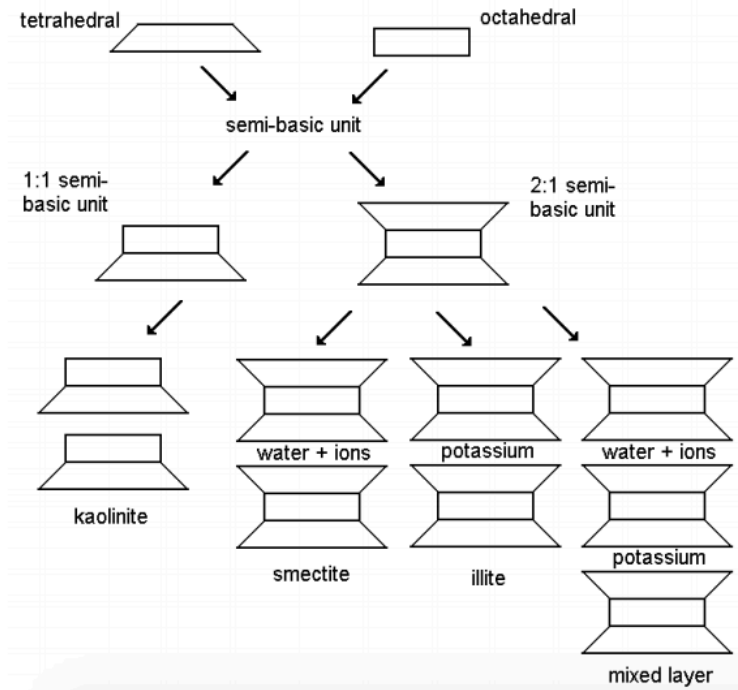 tetrahedral
octahedral
semi-basic unit
1:1 semi-
basic unit
2:1 semi-
basic unit
water + ions
potassium
water + ions
kaolinite
potassium
smectite
illite
mixed layer